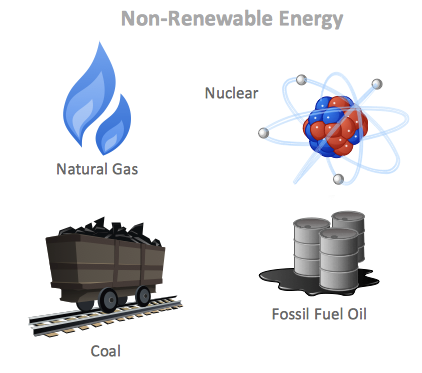 Non-Renewable Energy
Nuclear
Natural Gas
Fossil Fuel Oil
Coal